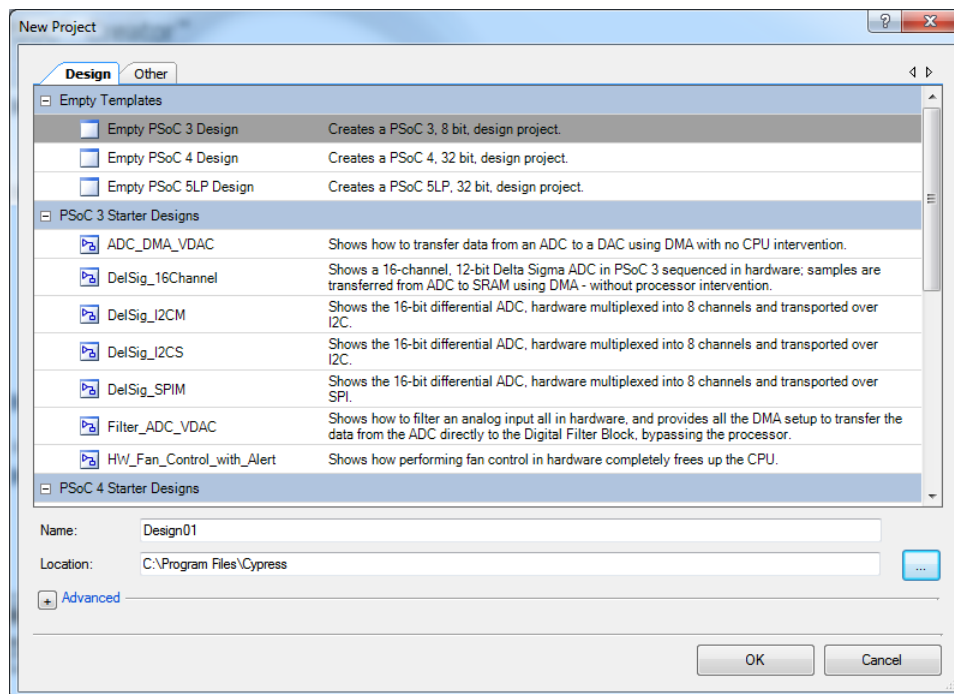 New Project
Design Other
Empty Templates
Empty PSoC 3 Design Creates a PSoC 3, 8 bit, design project.
Empty PSoC 4 Design Creates a PSoC 4, 32 bit, design project.
Empty PSoC 5LP Design Creates a PSoC 5LP, 32 bit, design project.
PSoC 3 Starter Designs
ADC_DMA_VDAC Shows how to transfer data from an ADC to a DAC using DMA with no CPU intervention.
DelSig_16Channel Shows a 16-channel, 12-bit Delta Sigma ADC in PSoC 3 sequenced in hardware; samples are
transferred from ADC to SRAM using DMA - without processor intervention.
DelSig_I2CM Shows the 16-bit differential ADC, hardware multiplexed into 8 channels and transported over
I2C.
DelSig_I2CS Shows the 16-bit differential ADC, hardware multiplexed into 8 channels and transported over
I2C.
DelSig_SPIM Shows the 16-bit differential ADC, hardware multiplexed into 8 channels and transported over
SPI.
Filter_ADC_VDAC Shows how to filter an analog input all in hardware, and provides all the DMA setup to transfer the
data from the ADC directly to the Digital Filter Block, bypassing the processor.
HW_Fan_Control_with_Alert Shows how performing fan control in hardware completely frees up the CPU.
PSoC 4 Starter Designs
Name: Design01
Location: C:\Program Files\Cypress ...
Advanced
OK Cancel